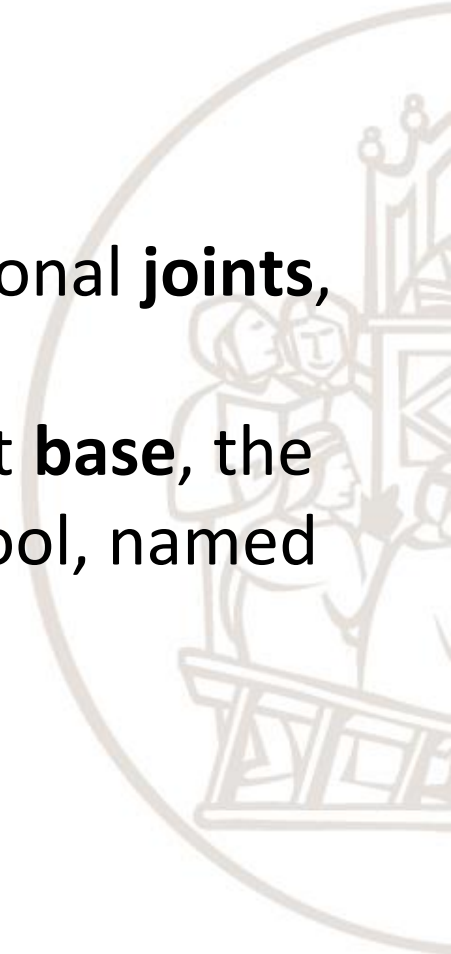 onal joints,
t base, the
ool, named